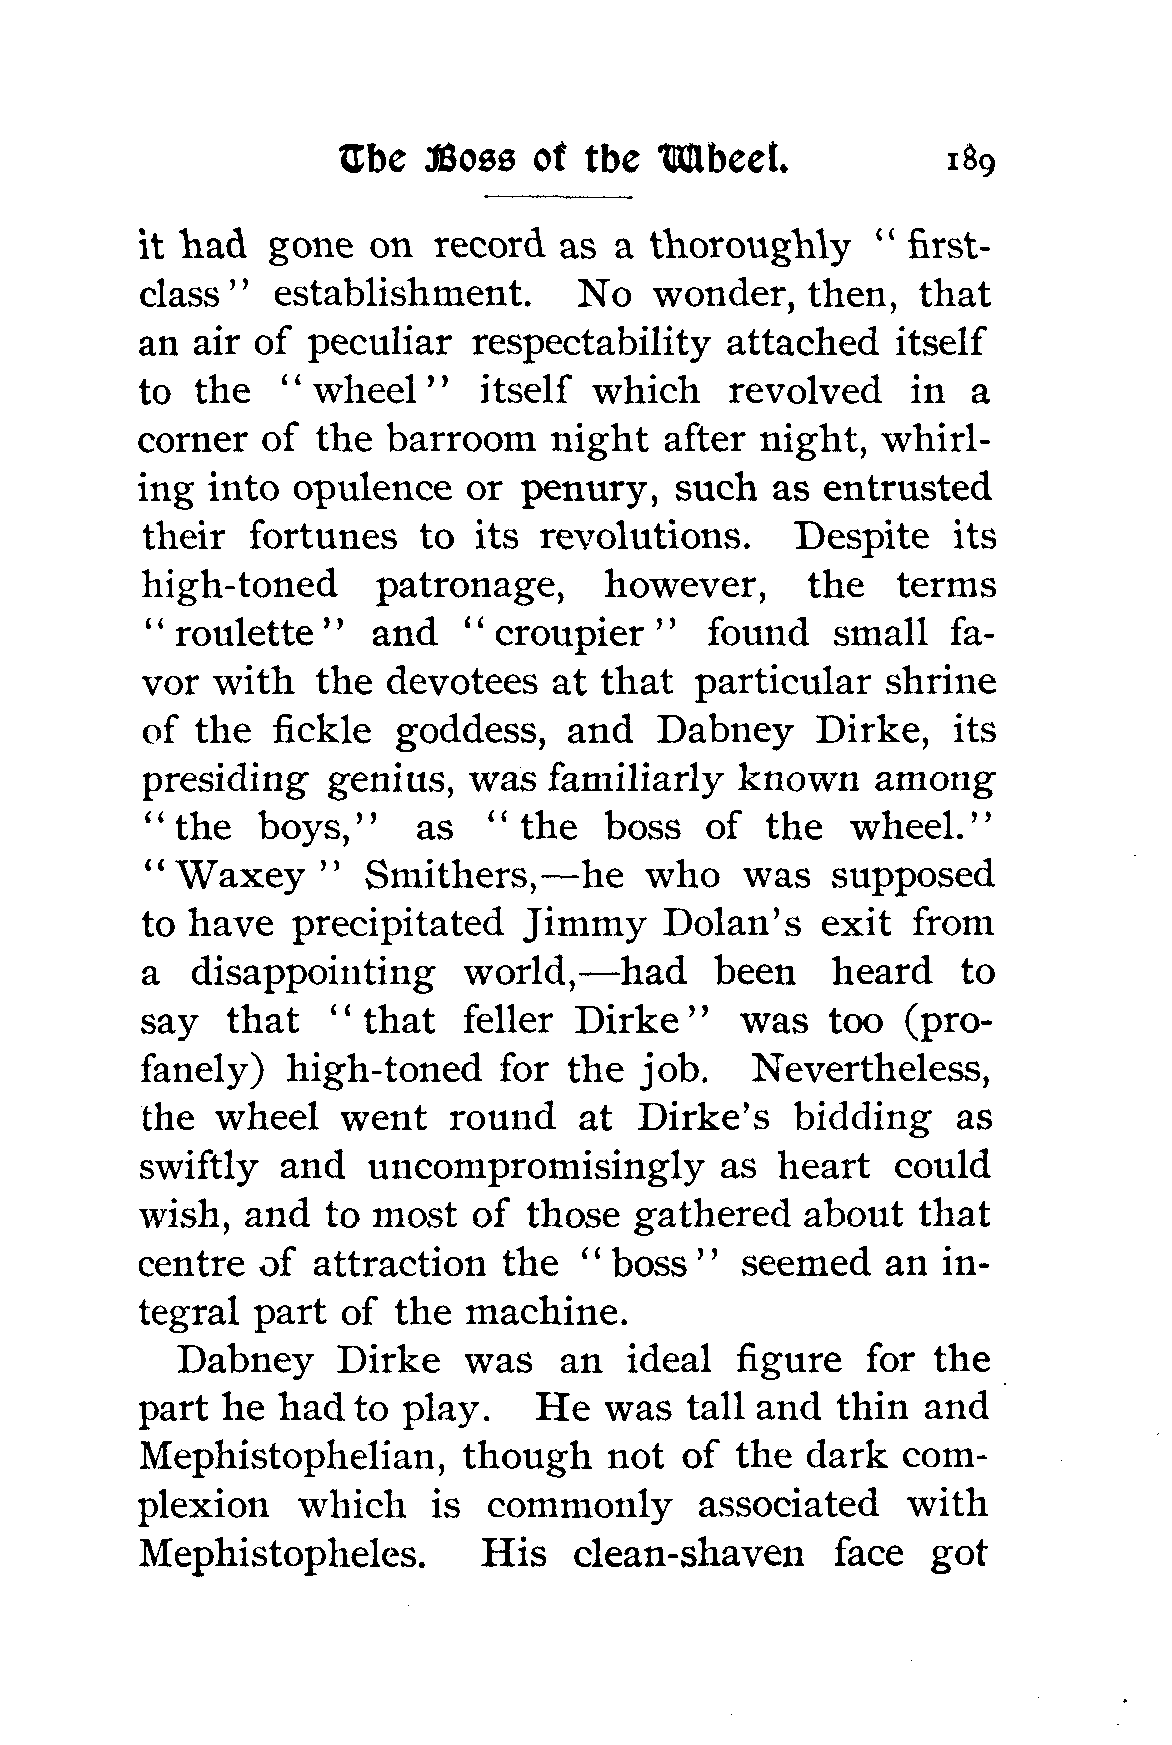 The Boss of the Wheel. 189
it had gone on record as a thoroughly "first-
class" establishment. No wonder, then, that
an air of peculiar respectability attached itself
to the "wheel" itself which revolved in a
corner of the barroom night after night, whirl-
ing into opulence or penury, such as entrusted
their fortunes to its revolutions. Despite its
high-toned patronage, however, the terms
"roulette" and "croupier" found small fa-
vor with the devotees at that particular shrine
of the fickle goddess, and Dabney Dirke, its
presiding genius, was familiarly known among
"the boys," as "the boss of the wheel."
"Waxey" Smithers,—he who was supposed
to have precipitated Jimmy Dolan's exit from
a disappointing world,—had been heard to
say that "that feller Dirke" was too (pro-
fanely) high-toned for the job. Nevertheless,
the wheel went round at Dirke's bidding as
swiftly and uncompromisingly as heart could
wish, and to most of those gathered about that
centre of attraction the "boss" seemed an in-
tegral part of the machine.
Dabney Dirke was an ideal figure for the
part he had to play. He was tall and thin and
Mephistophelian, though not of the dark com-
plexion which is commonly associated with
Mephistopheles. His clean-shaven face got